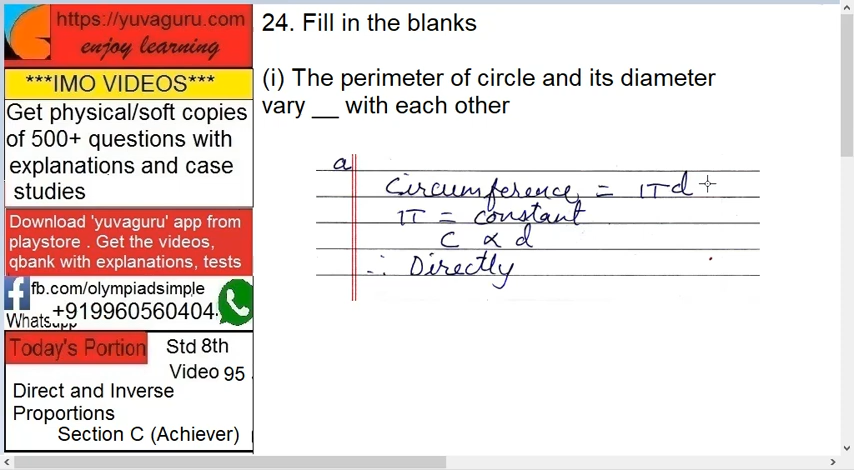 https://yuvaguru.com
enjoy learning
***IMO VIDEOS***
Get physical/soft copies
of 500+ questions with
explanations and case
studies
Download 'yuvaguru' app from
playstore . Get the videos,
qbank with explanations, tests
fb.com/olympiadsimple
Whatsapp +919960560404
Today's Portion Std 8th
Video 95
Direct and Inverse
Proportions
Section C (Achiever)
24. Fill in the blanks
(i) The perimeter of circle and its diameter
vary __ with each other
a
Circumference = πd
π = constant
C ∝ d
∴ Directly